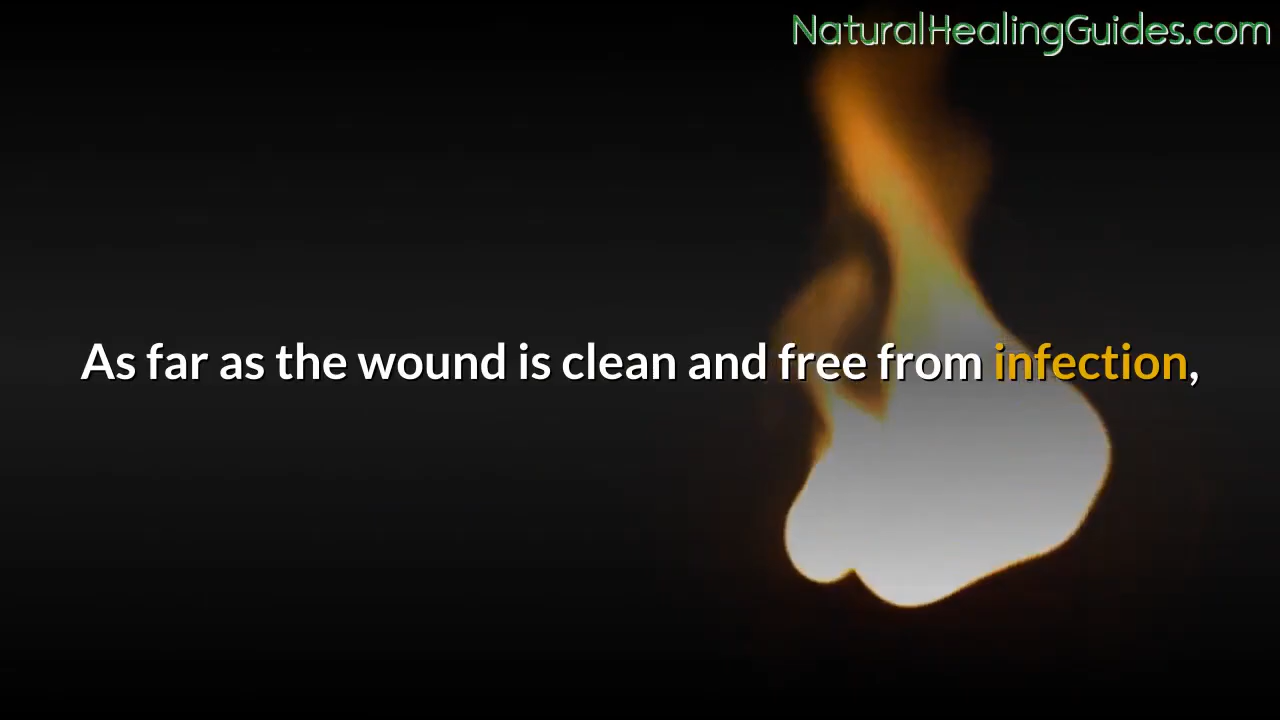 NaturalHealingGuides.com
As far as the wound is clean and free from infection,